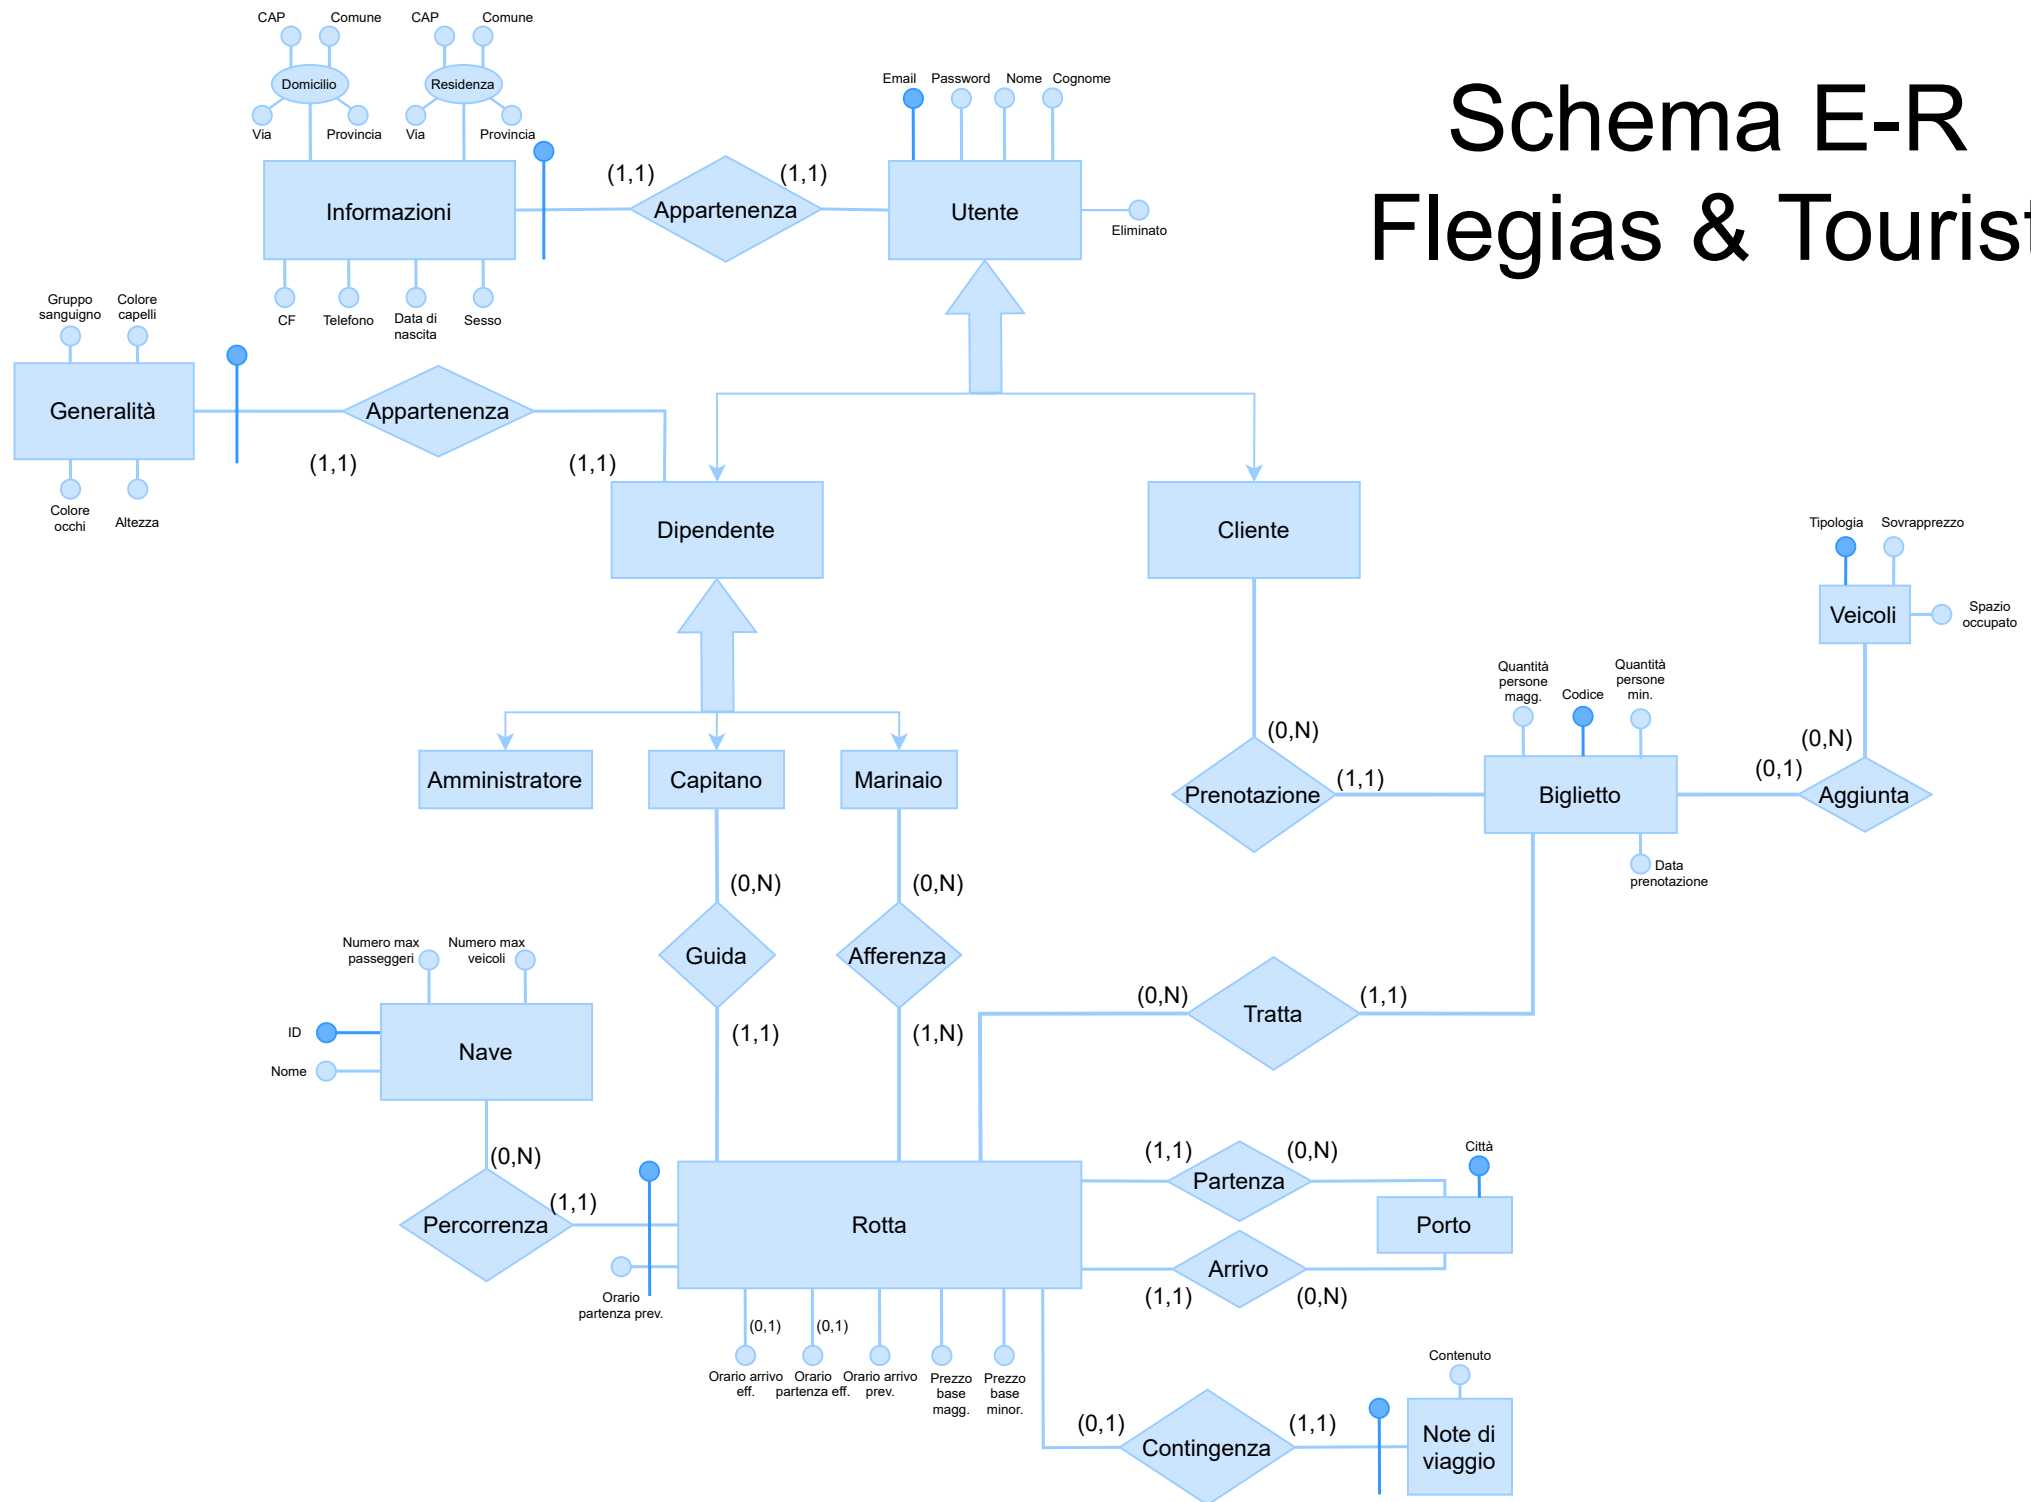 Schema E-R
Flegias & Tourist
CAP
Comune
CAP
Comune
Domicilio
Residenza
Via
Provincia
Via
Provincia
Email
Password
Nome
Cognome
Informazioni
(1,1)
Appartenenza
(1,1)
Utente
Eliminato
CF
Telefono
Data di
nascita
Sesso
Gruppo
sanguigno
Colore
capelli
Generalità
Appartenenza
(1,1)
(1,1)
Colore
occhi
Altezza
Dipendente
Cliente
Tipologia
Sovrapprezzo
Veicoli
Spazio
occupato
Quantità
persone
magg.
Codice
Quantità
persone
min.
(0,N)
(0,N)
(1,1)
(0,1)
Amministratore
Capitano
Marinaio
Prenotazione
Biglietto
Aggiunta
Data
prenotazione
(0,N)
(0,N)
Guida
Afferenza
Numero max
passeggeri
Numero max
veicoli
(0,N)
(1,1)
Tratta
ID
Nave
Nome
(1,1)
(1,N)
(0,N)
(1,1)
Percorrenza
Rotta
(1,1)
(0,N)
Partenza
Città
Porto
Arrivo
(1,1)
(0,N)
Orario
partenza prev.
(0,1)
(0,1)
Orario arrivo
eff.
Orario
partenza eff.
Orario arrivo
prev.
Prezzo
base
magg.
Prezzo
base
minor.
Contenuto
(0,1)
Contingenza
(1,1)
Note di
viaggio